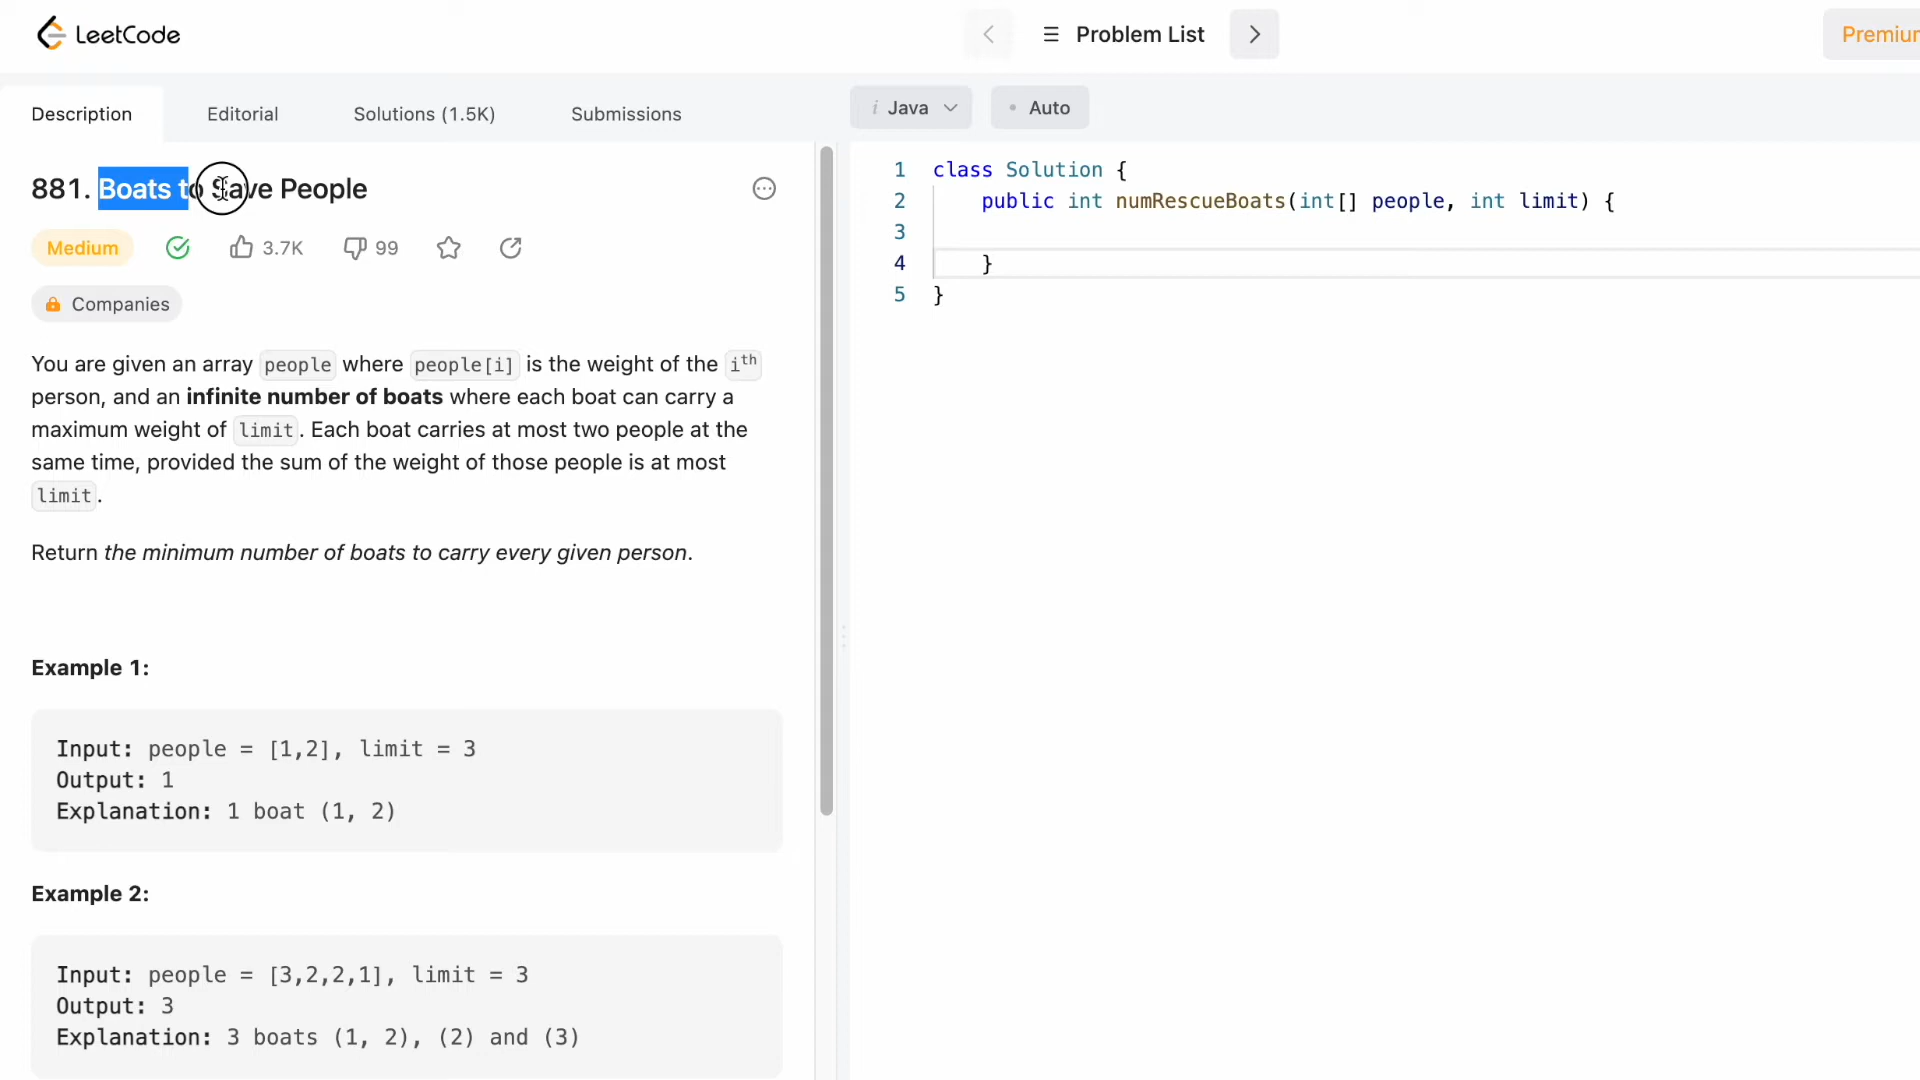 LeetCode
Problem List
Premium
Description Editorial Solutions (1.5K) Submissions
881. Boats to Save People
Medium 3.7K 99
Companies
You are given an array people where people[i] is the weight of the ith
person, and an infinite number of boats where each boat can carry a
maximum weight of limit. Each boat carries at most two people at the
same time, provided the sum of the weight of those people is at most
limit.
Return the minimum number of boats to carry every given person.
Example 1:
Input: people = [1,2], limit = 3
Output: 1
Explanation: 1 boat (1, 2)
Example 2:
Input: people = [3,2,2,1], limit = 3
Output: 3
Explanation: 3 boats (1, 2), (2) and (3)
i Java Auto
1 class Solution {
2 public int numRescueBoats(int[] people, int limit) {
3
4 }
5 }